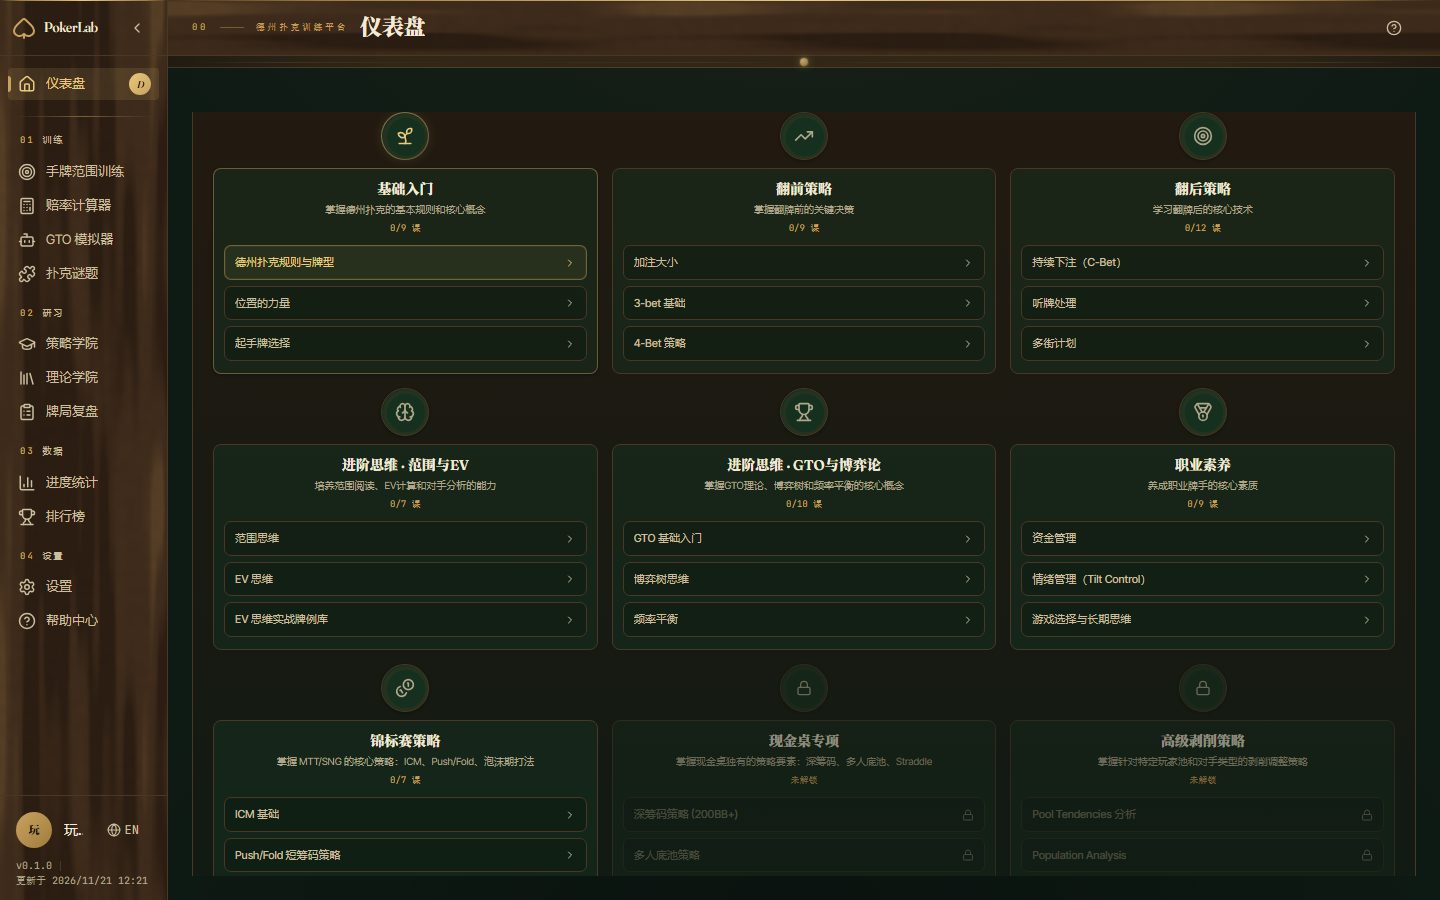 PokerLab
00
德州扑克训练平台
仪表盘
仪表盘
D
01 训练
手牌范围训练
赔率计算器
GTO 模拟器
扑克谜题
02 研习
策略学院
理论学院
牌局复盘
03 数据
进度统计
排行榜
04 设置
设置
帮助中心
玩
玩..
EN
v0.1.0
更新于 2026/11/21 12:21
基础入门
掌握德州扑克的基本规则和核心概念
0/9 课
德州扑克规则与牌型
位置的力量
起手牌选择
翻前策略
掌握翻牌前的关键决策
0/9 课
加注大小
3-bet 基础
4-Bet 策略
翻后策略
学习翻牌后的核心技术
0/12 课
持续下注（C-Bet）
听牌处理
多街计划
进阶思维 · 范围与EV
培养范围阅读、EV计算和对手分析的能力
0/7 课
范围思维
EV 思维
EV 思维实战牌例库
进阶思维 · GTO与博弈论
掌握GTO理论、博弈树和频率平衡的核心概念
0/10 课
GTO 基础入门
博弈树思维
频率平衡
职业素养
养成职业牌手的核心素质
0/9 课
资金管理
情绪管理（Tilt Control）
游戏选择与长期思维
锦标赛策略
掌握 MTT/SNG 的核心策略：ICM、Push/Fold、泡沫期打法
0/7 课
ICM 基础
Push/Fold 短筹码策略
现金桌专项
掌握现金桌独有的策略要素：深筹码、多人底池、Straddle
未解锁
深筹码策略 (200BB+)
多人底池策略
高级剥削策略
掌握针对特定玩家池和对手类型的剥削调整策略
未解锁
Pool Tendencies 分析
Population Analysis